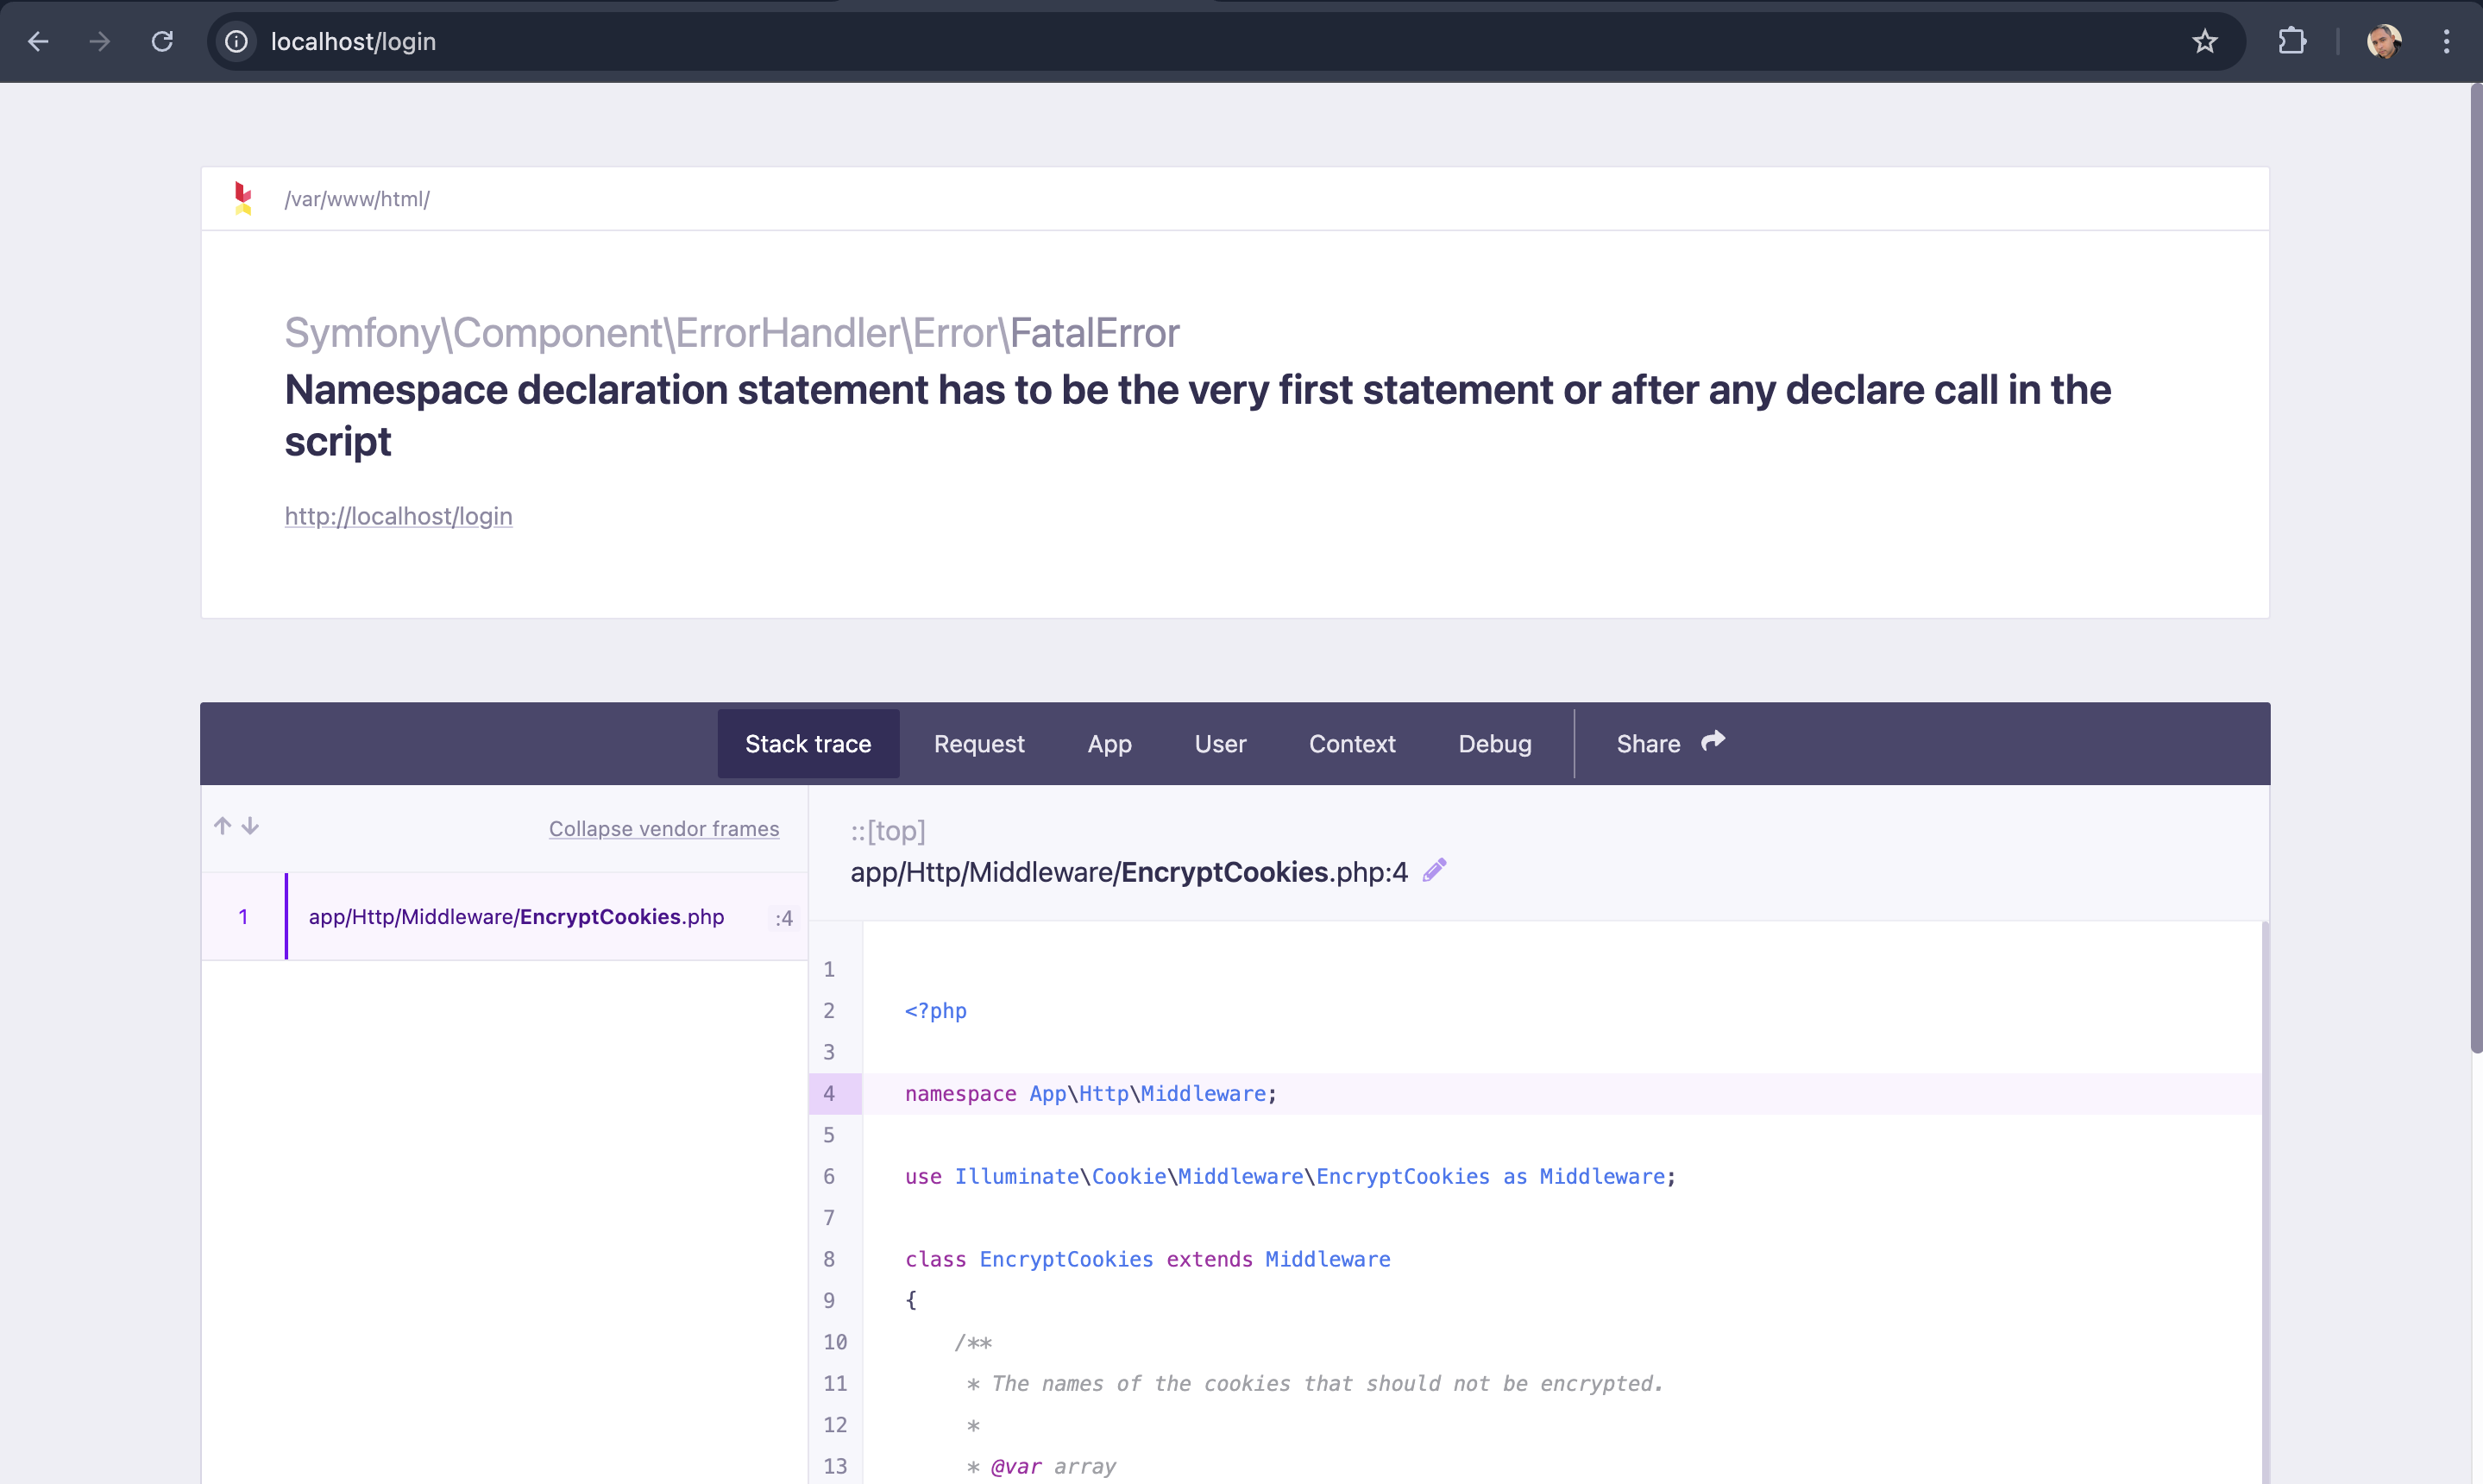 localhost/login
/var/www/html/
Symfony\Component\ErrorHandler\Error\FatalError
Namespace declaration statement has to be the very first statement or after any declare call in the
script
http://localhost/login
Stack trace Request App User Context Debug Share
Collapse vendor frames
1 app/Http/Middleware/EncryptCookies.php :4
::[top]
app/Http/Middleware/EncryptCookies.php:4
1
2 <?php
3
4 namespace App\Http\Middleware;
5
6 use Illuminate\Cookie\Middleware\EncryptCookies as Middleware;
7
8 class EncryptCookies extends Middleware
9 {
10 /**
11 * The names of the cookies that should not be encrypted.
12 *
13 * @var array